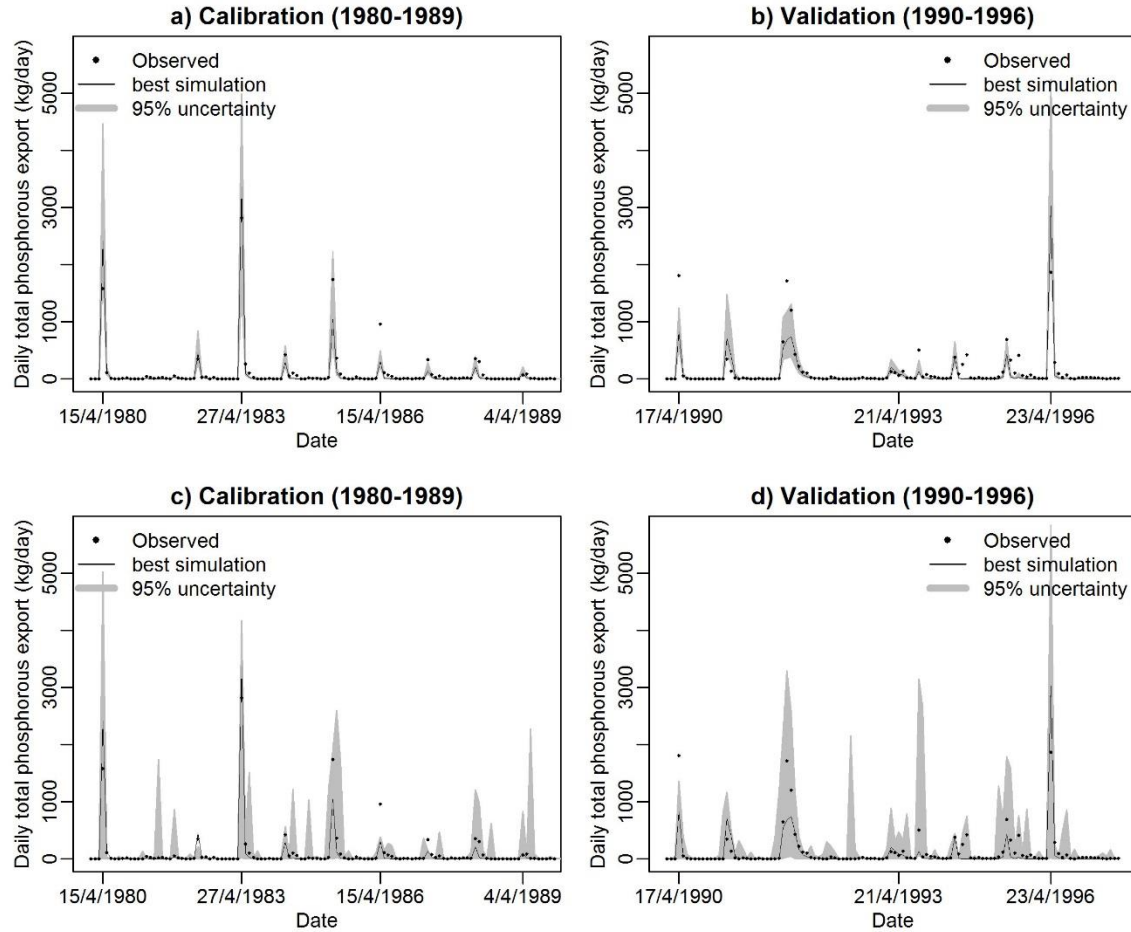 a) Calibration (1980-1989)
Daily total phosphorous export (kg/day)
5000
3000
1000
0
Observed
best simulation
95% uncertainty
15/4/1980 27/4/1983 15/4/1986 4/4/1989
Date
b) Validation (1990-1996)
Daily total phosphorous export (kg/day)
5000
3000
1000
0
Observed
best simulation
95% uncertainty
17/4/1990 21/4/1993 23/4/1996
Date
c) Calibration (1980-1989)
Daily total phosphorous export (kg/day)
5000
3000
1000
0
Observed
best simulation
95% uncertainty
15/4/1980 27/4/1983 15/4/1986 4/4/1989
Date
d) Validation (1990-1996)
Daily total phosphorous export (kg/day)
5000
3000
1000
0
Observed
best simulation
95% uncertainty
17/4/1990 21/4/1993 23/4/1996
Date